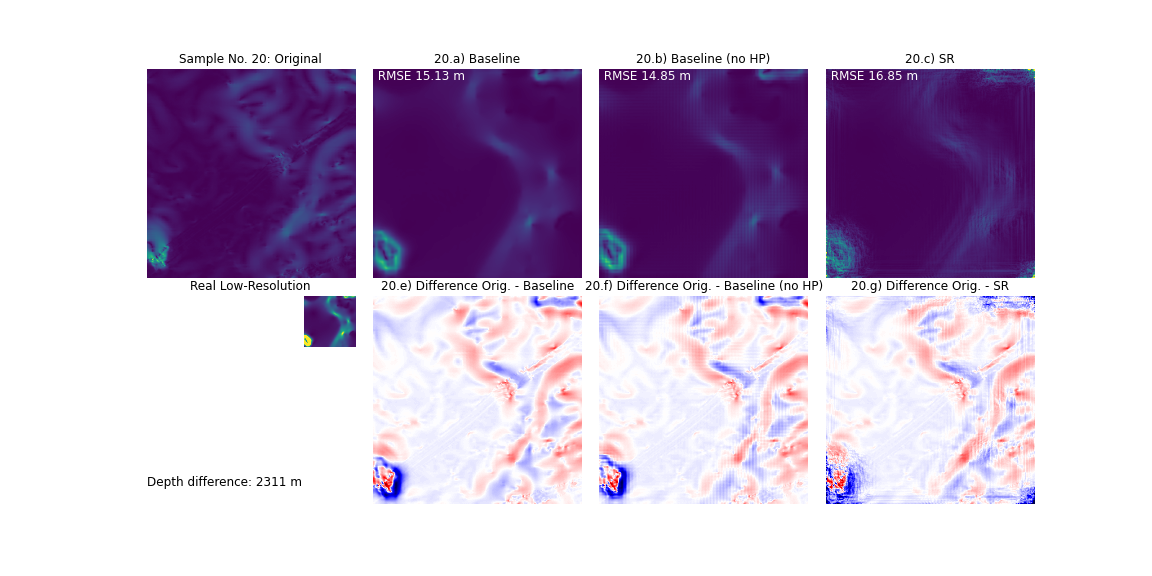 Sample No. 20: Original
20.a) Baseline
20.b) Baseline (no HP)
20.c) SR
RMSE 15.13 m
RMSE 14.85 m
RMSE 16.85 m
Real Low-Resolution
20.e) Difference Orig. - Baseline
20.f) Difference Orig. - Baseline (no HP)
20.g) Difference Orig. - SR
Depth difference: 2311 m